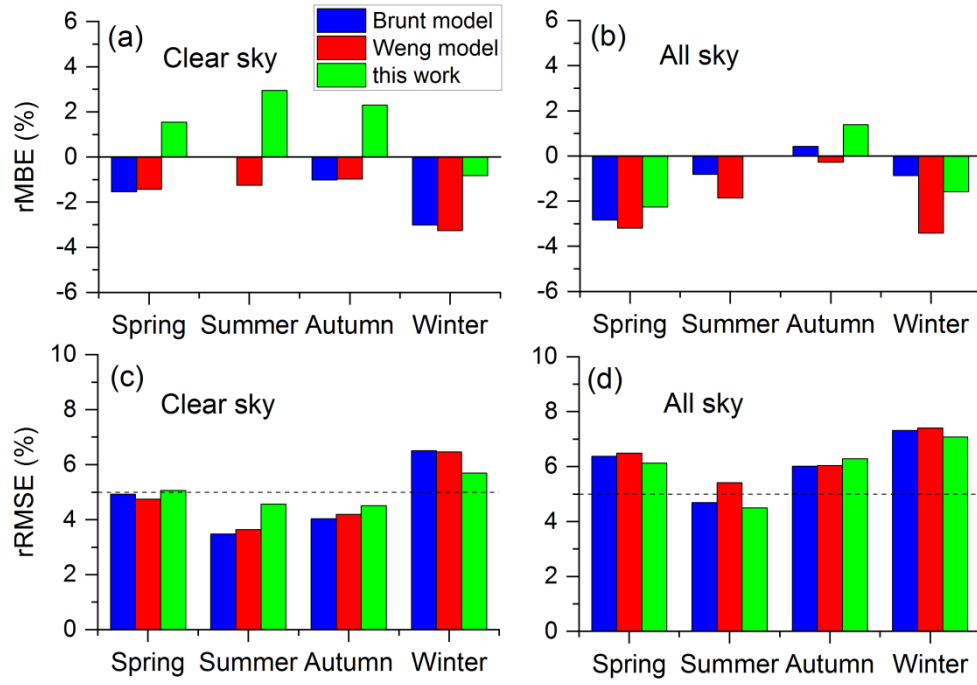 (a)
Clear sky
Brunt model
Weng model
this work
rMBE (%)
6
4
2
0
-2
-4
-6
Spring Summer Autumn Winter
(b)
All sky
6
4
2
0
-2
-4
-6
Spring Summer Autumn Winter
(c)
Clear sky
rRMSE (%)
10
8
6
4
2
0
Spring Summer Autumn Winter
(d)
All sky
10
8
6
4
2
0
Spring Summer Autumn Winter